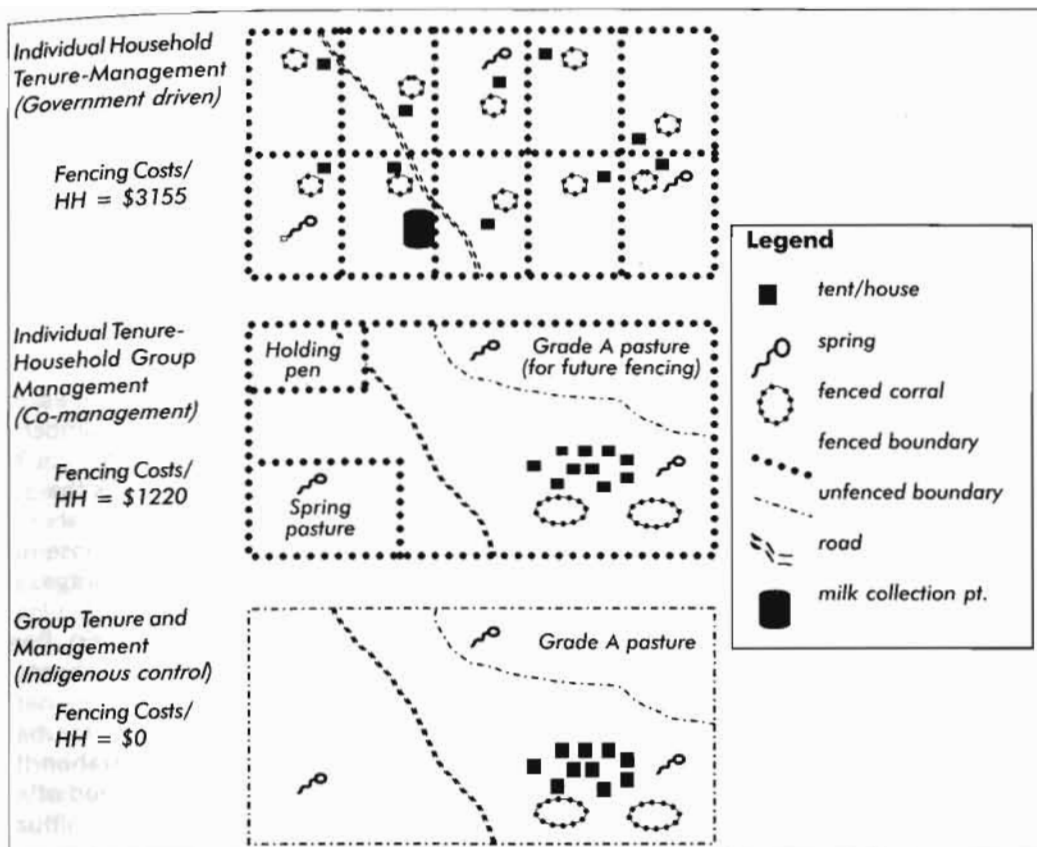 Individual Household
Tenure-Management
(Government driven)
Fencing Costs/
HH = $3155
Individual Tenure-
Household Group
Management
(Co-management)
Fencing Costs/
HH = $1220
Holding
pen
Grade A pasture
(for future fencing)
Spring
pasture
Group Tenure and
Management
(Indigenous control)
Fencing Costs/
HH = $0
Grade A pasture
Legend
tent/house
spring
fenced corral
fenced boundary
unfenced boundary
road
milk collection pt.